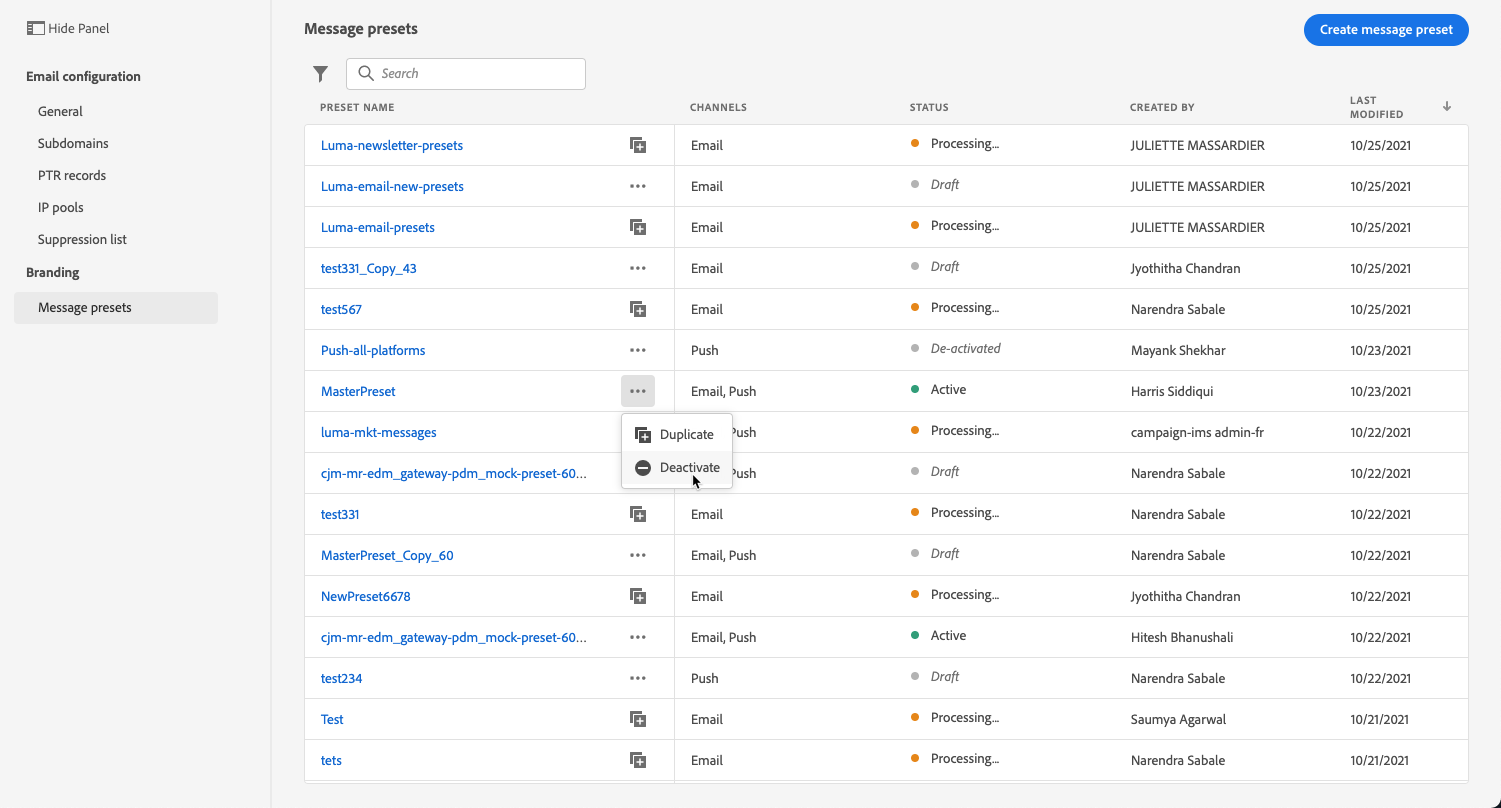 Hide Panel
Email configuration
General
Subdomains
PTR records
IP pools
Suppression list
Branding
Message presets
Message presets
Create message preset
Search
PRESET NAME CHANNELS STATUS CREATED BY LAST MODIFIED
Luma-newsletter-presets Email Processing... JULIETTE MASSARDIER 10/25/2021
Luma-email-new-presets Email Draft JULIETTE MASSARDIER 10/25/2021
Luma-email-presets Email Processing... JULIETTE MASSARDIER 10/25/2021
test331_Copy_43 Email Draft Jyothitha Chandran 10/25/2021
test567 Email Processing... Narendra Sabale 10/25/2021
Push-all-platforms Push De-activated Mayank Shekhar 10/23/2021
MasterPreset Email, Push Active Harris Siddiqui 10/23/2021
Duplicate
Deactivate
luma-mkt-messages Push Processing... campaign-ims admin-fr 10/22/2021
cjm-mr-edm_gateway-pdm_mock-preset-60... Push Draft Narendra Sabale 10/22/2021
test331 Email Processing... Narendra Sabale 10/22/2021
MasterPreset_Copy_60 Email, Push Draft Narendra Sabale 10/22/2021
NewPreset6678 Email Processing... Jyothitha Chandran 10/22/2021
cjm-mr-edm_gateway-pdm_mock-preset-60... Email, Push Active Hitesh Bhanushali 10/22/2021
test234 Push Draft Narendra Sabale 10/22/2021
Test Email Processing... Saumya Agarwal 10/21/2021
tets Email Processing... Narendra Sabale 10/21/2021